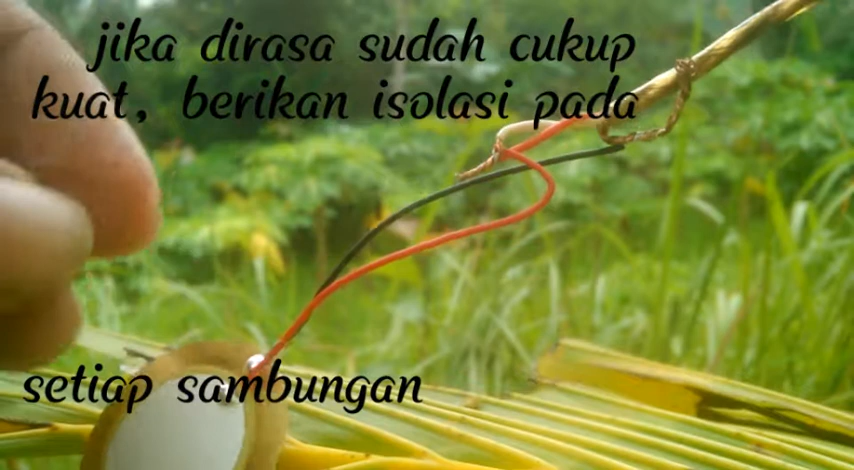 jika dirasa sudah cukup
kuat, berikan isolasi pada
setiap sambungan